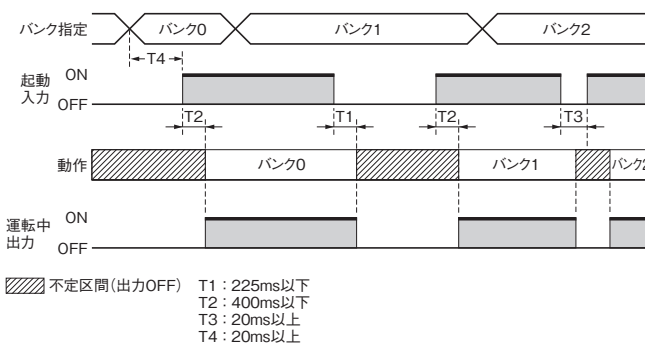 バンク指定 バンク0 バンク1 バンク2
T4
起動入力 ON OFF
T2 T1 T2 T3
動作 バンク0 バンク1 バンク2
運転中出力 ON OFF
不定区間(出力OFF) T1：225ms以下
T2：400ms以下
T3：20ms以上
T4：20ms以上